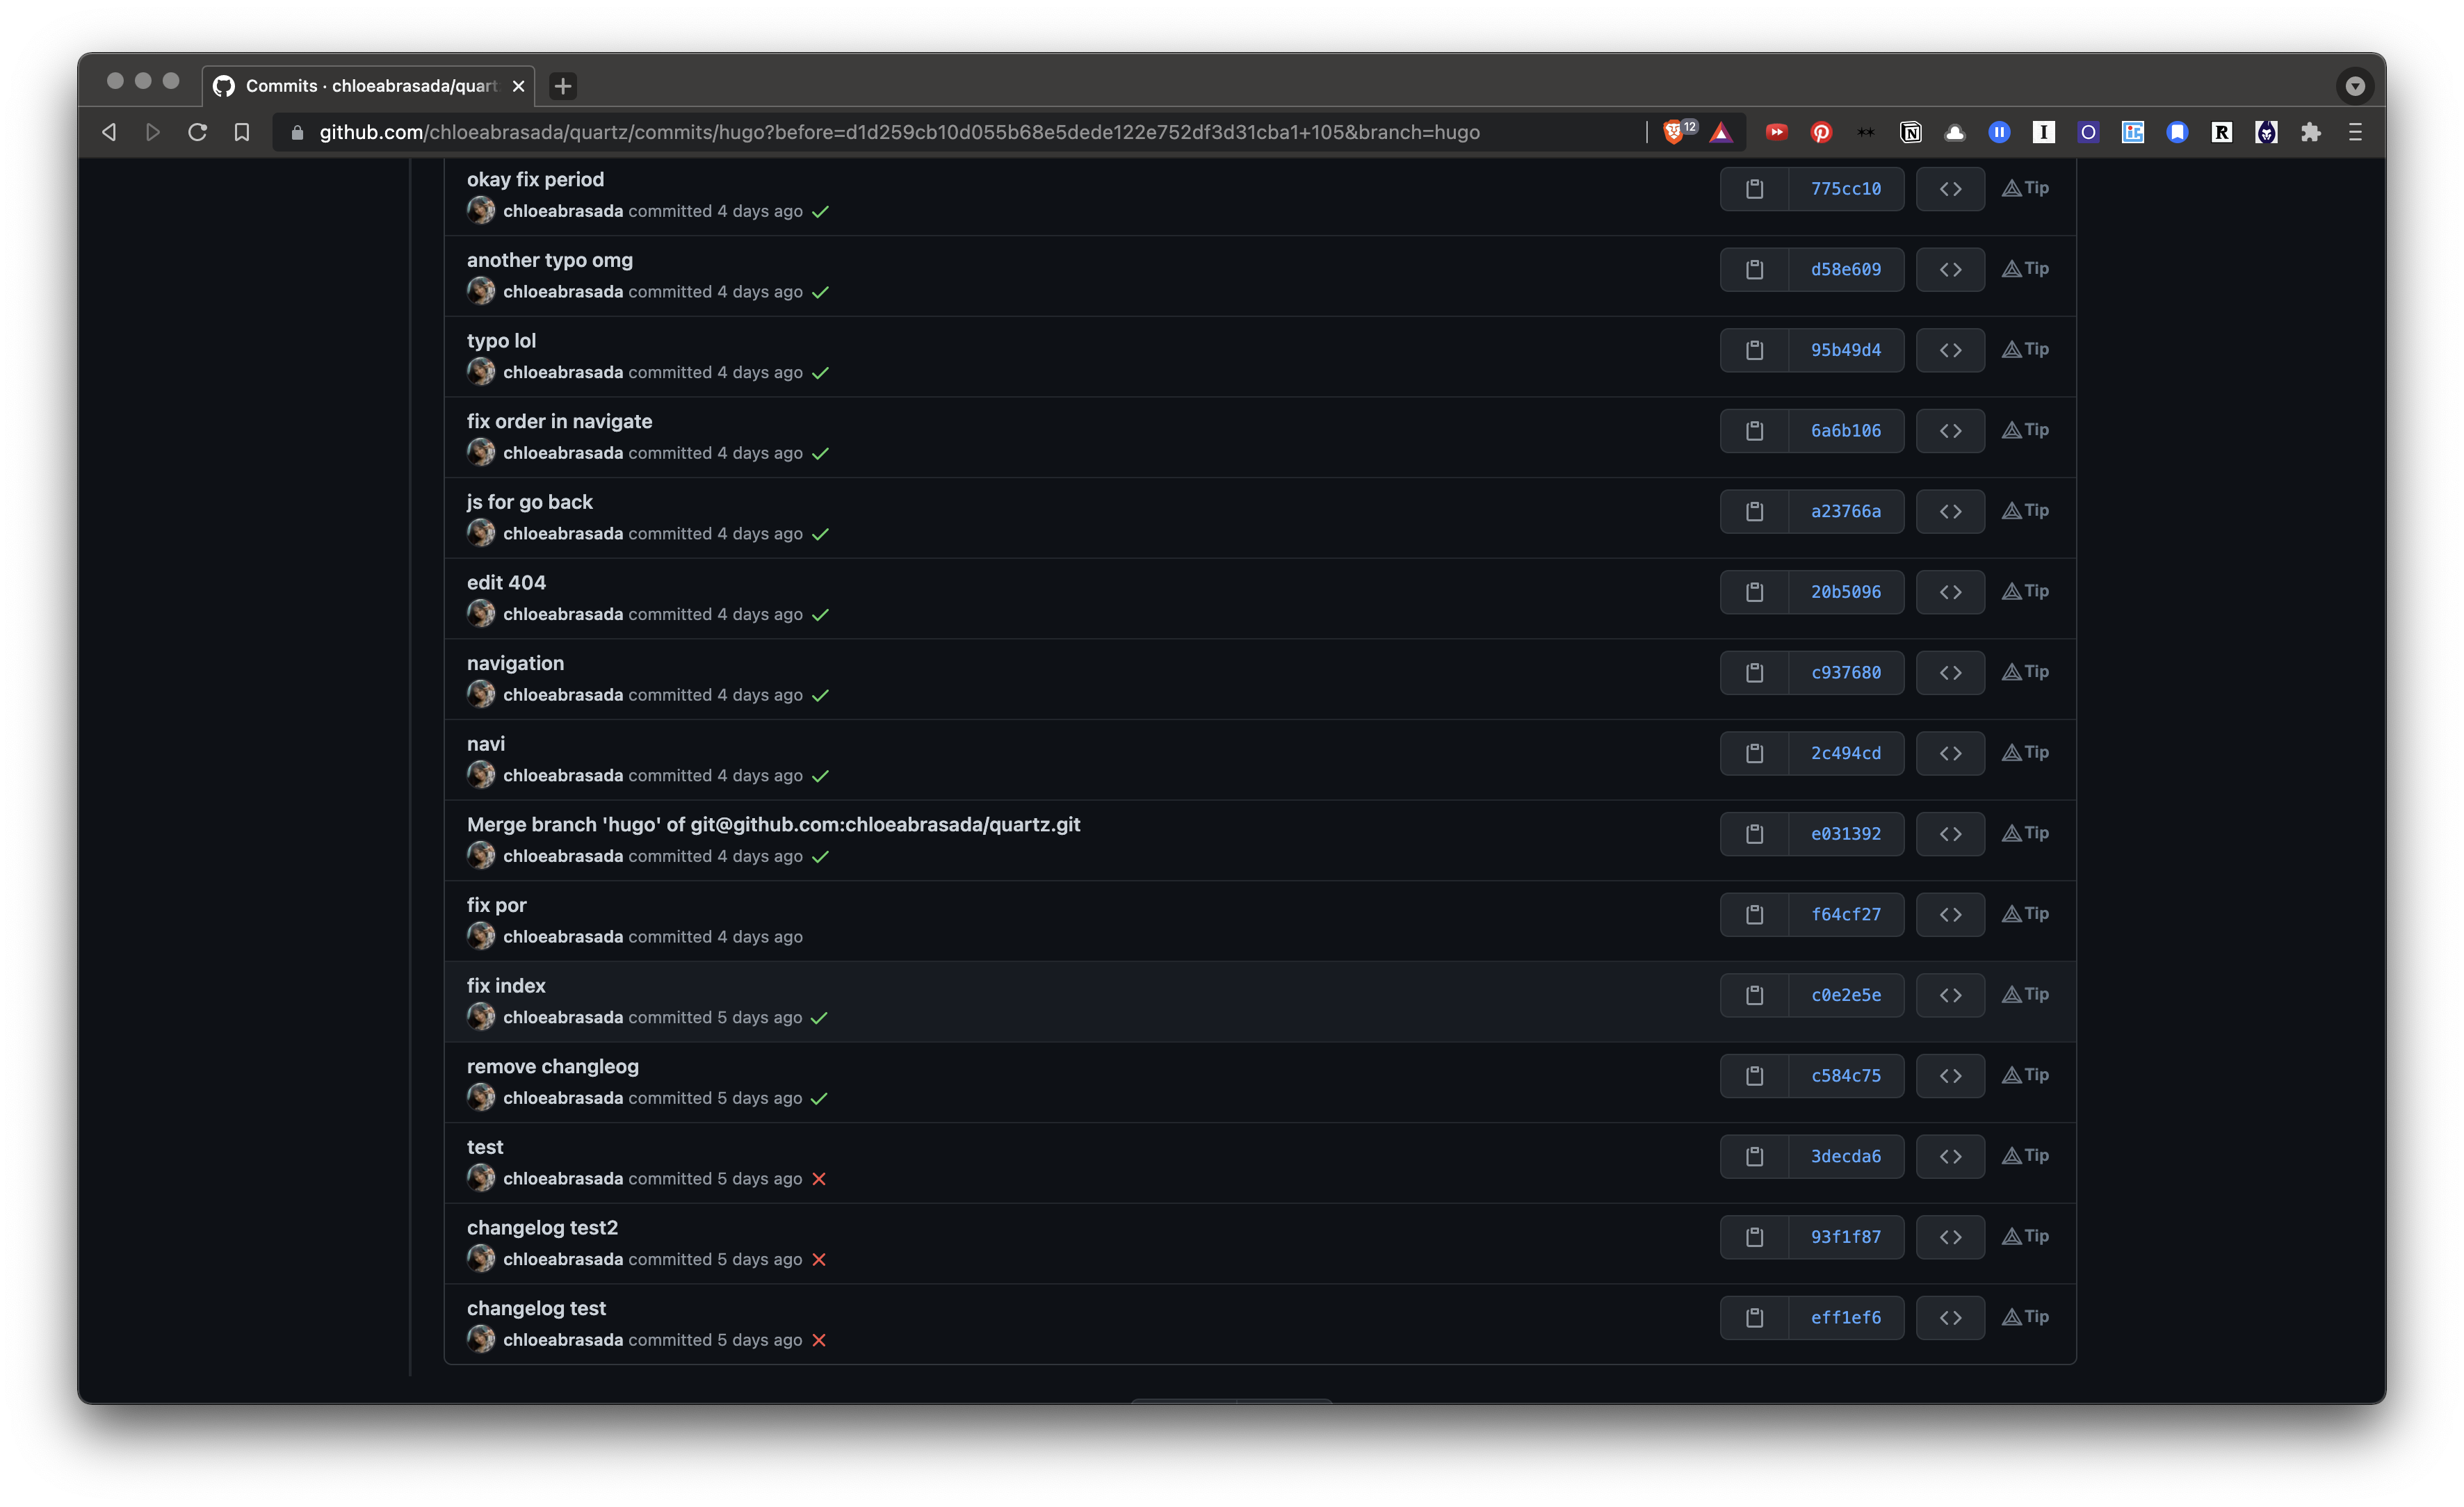 Commits · chloeabrasada/quart
github.com/chloeabrasada/quartz/commits/hugo?before=d1d259cb10d055b68e5dede122e752df3d31cba1+105&branch=hugo
12
okay fix period
775cc10
Tip
chloeabrasada committed 4 days ago
another typo omg
d58e609
Tip
chloeabrasada committed 4 days ago
typo lol
95b49d4
Tip
chloeabrasada committed 4 days ago
fix order in navigate
6a6b106
Tip
chloeabrasada committed 4 days ago
js for go back
a23766a
Tip
chloeabrasada committed 4 days ago
edit 404
20b5096
Tip
chloeabrasada committed 4 days ago
navigation
c937680
Tip
chloeabrasada committed 4 days ago
navi
2c494cd
Tip
chloeabrasada committed 4 days ago
Merge branch 'hugo' of git@github.com:chloeabrasada/quartz.git
e031392
Tip
chloeabrasada committed 4 days ago
fix por
f64cf27
Tip
chloeabrasada committed 4 days ago
fix index
c0e2e5e
Tip
chloeabrasada committed 5 days ago
remove changleog
c584c75
Tip
chloeabrasada committed 5 days ago
test
3decda6
Tip
chloeabrasada committed 5 days ago
changelog test2
93f1f87
Tip
chloeabrasada committed 5 days ago
changelog test
eff1ef6
Tip
chloeabrasada committed 5 days ago